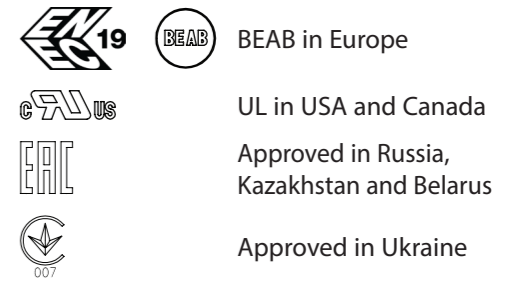 ENEC 19 BEAB BEAB in Europe
c RU US UL in USA and Canada
EAC Approved in Russia,
Kazakhstan and Belarus
Approved in Ukraine
007